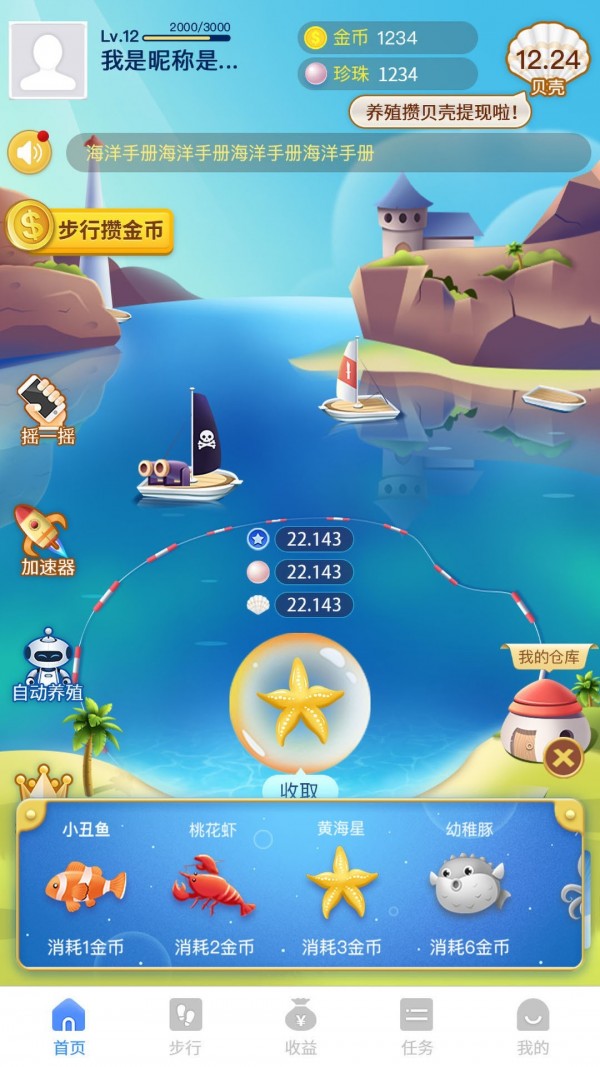 Lv.12
2000/3000
我是昵称是...
金币 1234
珍珠 1234
12.24
贝壳
养殖攒贝壳提现啦!
海洋手册海洋手册海洋手册海洋手册
步行攒金币
摇一摇
加速器
自动养殖
22.143
22.143
22.143
我的仓库
收取
小丑鱼
桃花虾
黄海星
幼稚豚
消耗1金币
消耗2金币
消耗3金币
消耗6金币
首页
步行
收益
任务
我的